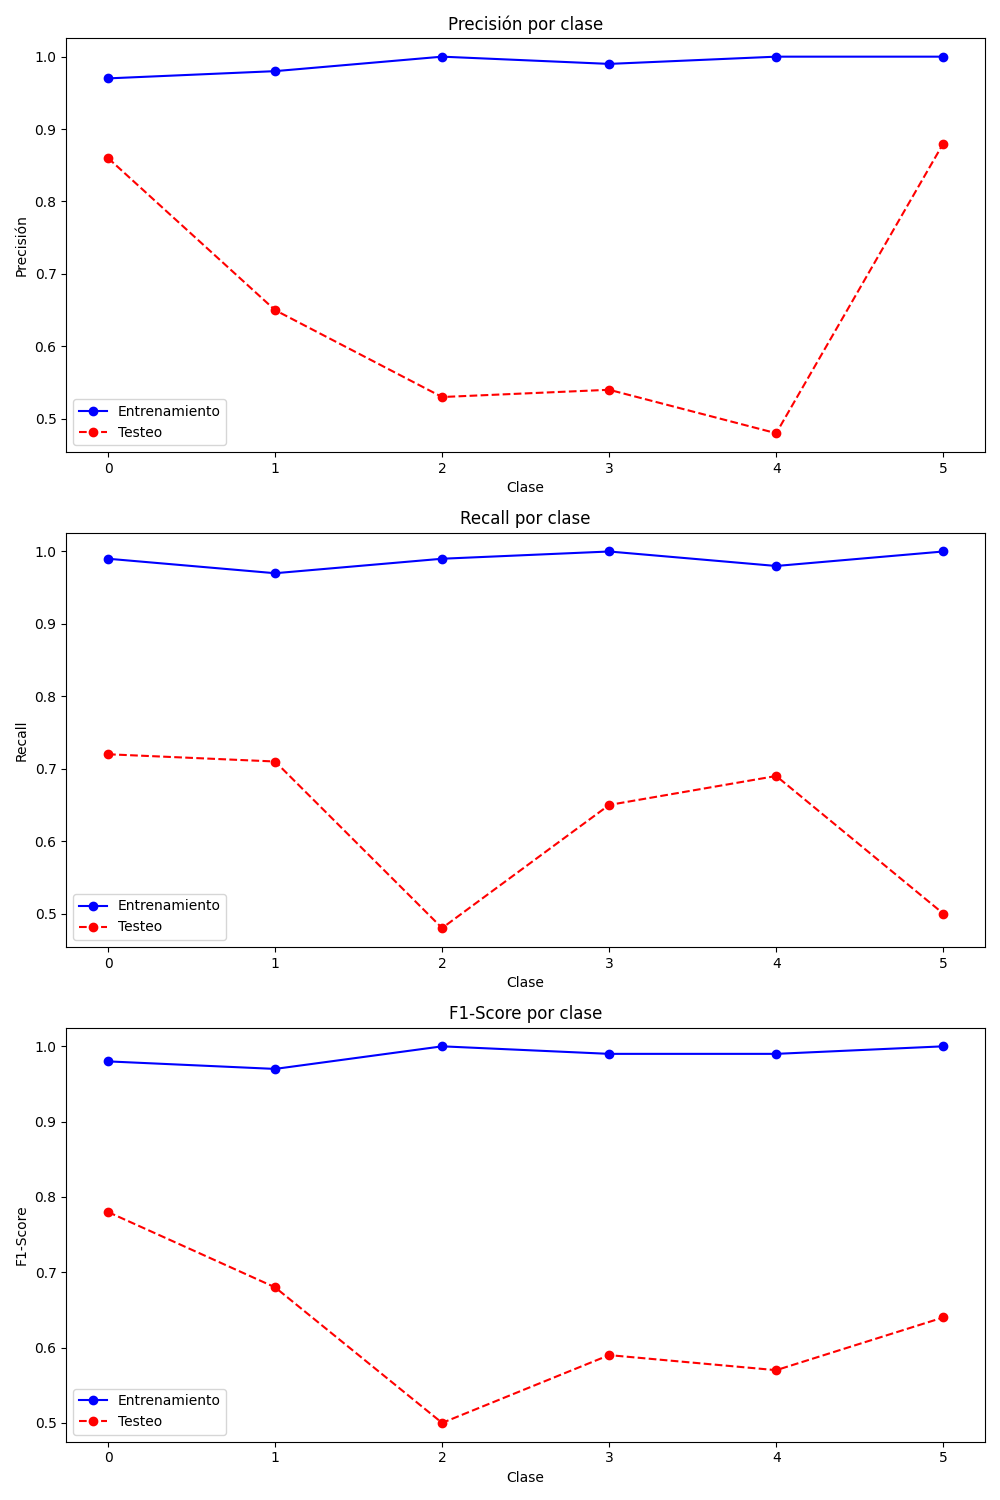 Precisión por clase
1.0
0.9
0.8
0.7
0.6
0.5
Precisión
Entrenamiento
Testeo
0 1 2 3 4 5
Clase
Recall por clase
1.0
0.9
0.8
0.7
0.6
0.5
Recall
Entrenamiento
Testeo
0 1 2 3 4 5
Clase
F1-Score por clase
1.0
0.9
0.8
0.7
0.6
0.5
F1-Score
Entrenamiento
Testeo
0 1 2 3 4 5
Clase